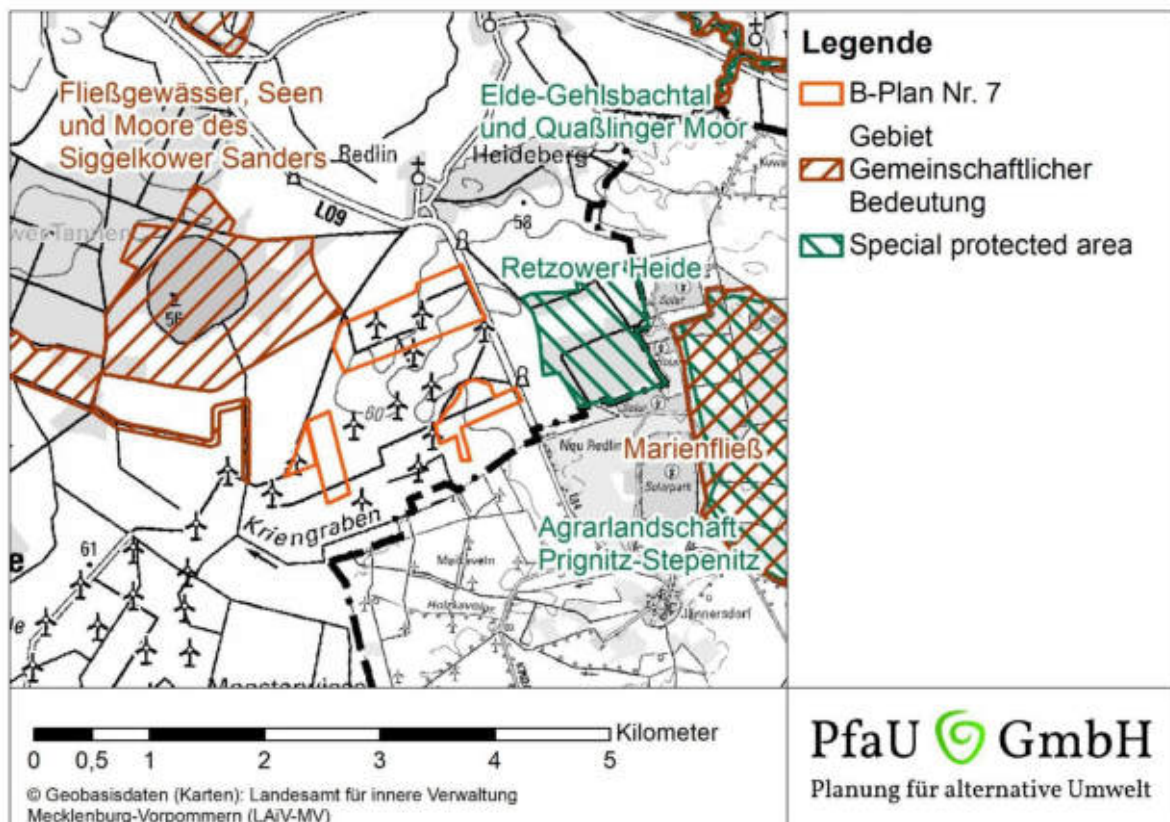 Fließgewässer, Seen
und Moore des
Siggelkower Sanders
Elde-Gehlsbachtal
und Quaßlinger Moor
Redlin
Heideberg
L09
58
Retzower Heide
56
60
Solar
Neu Redlin
Marienfließ
Solarpark
Kriengraben
Agrarlandschaft
Prignitz-Stepenitz
61
Jännersdorf
Legende
B-Plan Nr. 7
Gebiet
Gemeinschaftlicher
Bedeutung
Special protected area
Kilometer
0 0,5 1 2 3 4 5
© Geobasisdaten (Karten): Landesamt für innere Verwaltung
Mecklenburg-Vorpommern (LAiV-MV)
PfaU GmbH
Planung für alternative Umwelt